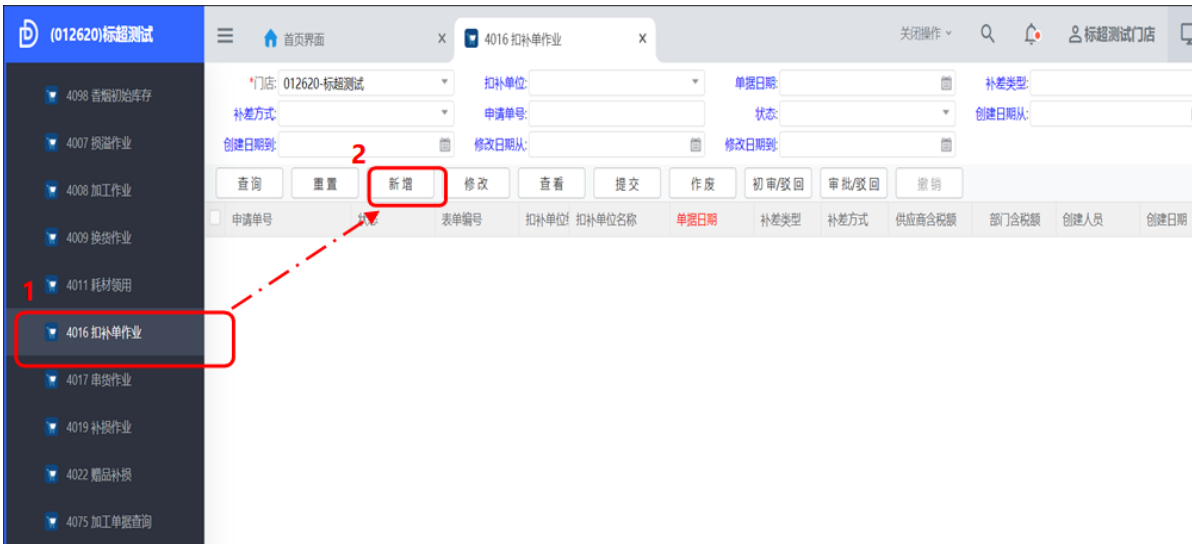 (012620)标超测试
首页界面 x
4016 扣补单作业 x
关闭操作
标超测试门店
4098 香烟初始库存
4007 损溢作业
4008 加工作业
4009 换货作业
4011 耗材领用
4016 扣补单作业
4017 串货作业
4019 补损作业
4022 赠品补损
4075 加工单据查询
1
*门店: 012620-标超测试 扣补单位: 单据日期: 补差类型:
补差方式: 申请单号: 状态: 创建日期从:
创建日期到: 修改日期从: 修改日期到:
2
查询 重置 新增 修改 查看 提交 作废 初审/驳回 审批/驳回 撤销
申请单号 状态 表单编号 扣补单位 扣补单位名称 单据日期 补差类型 补差方式 供应商含税额 部门含税额 创建人员 创建日期